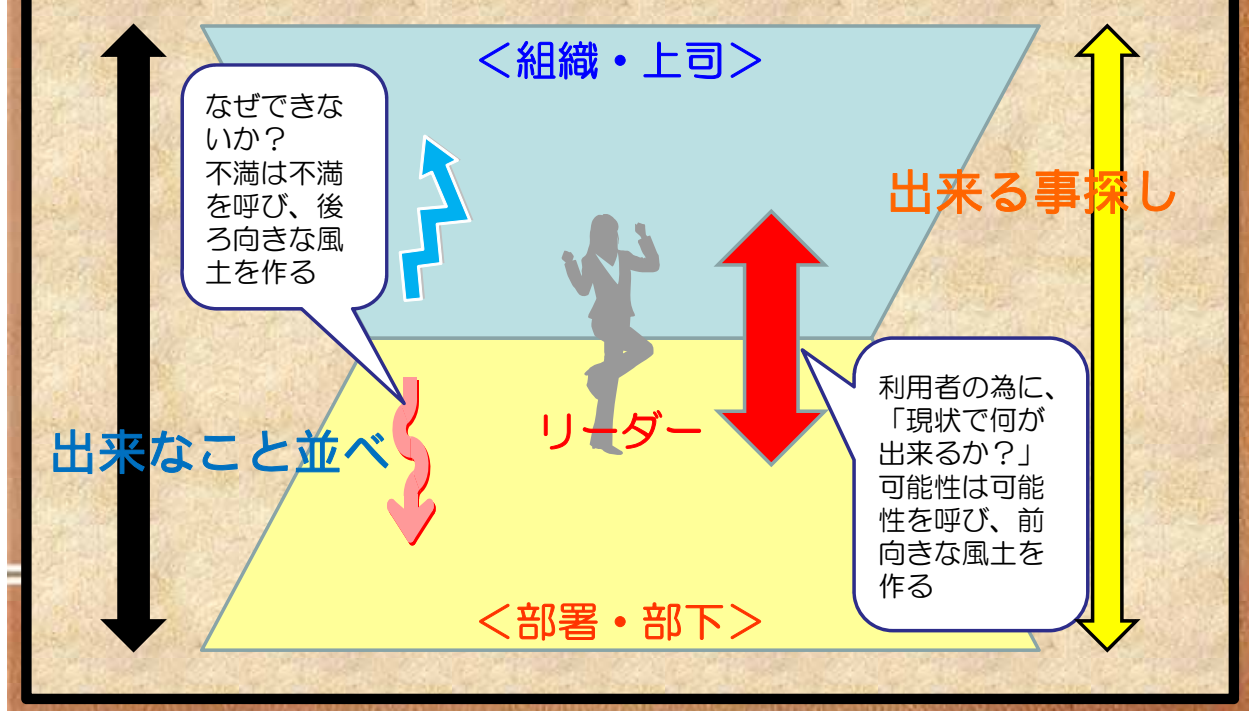 ＜組織・上司＞
なぜできな
いか？
不満は不満
を呼び、後
ろ向きな風
土を作る
出来る事探し
利用者の為に、
「現状で何が
出来るか？」
可能性は可能
性を呼び、前
向きな風土を
作る
リーダー
出来なこと並べ
＜部署・部下＞